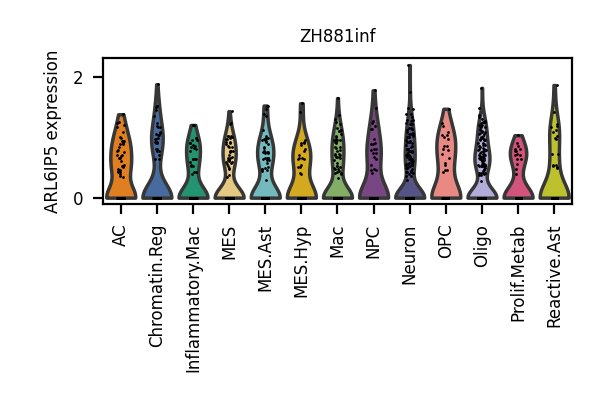 ZH881inf
ARL6IP5 expression
2
0
AC
Chromatin.Reg
Inflammatory.Mac
MES
MES.Ast
MES.Hyp
Mac
NPC
Neuron
OPC
Oligo
Prolif.Metab
Reactive.Ast